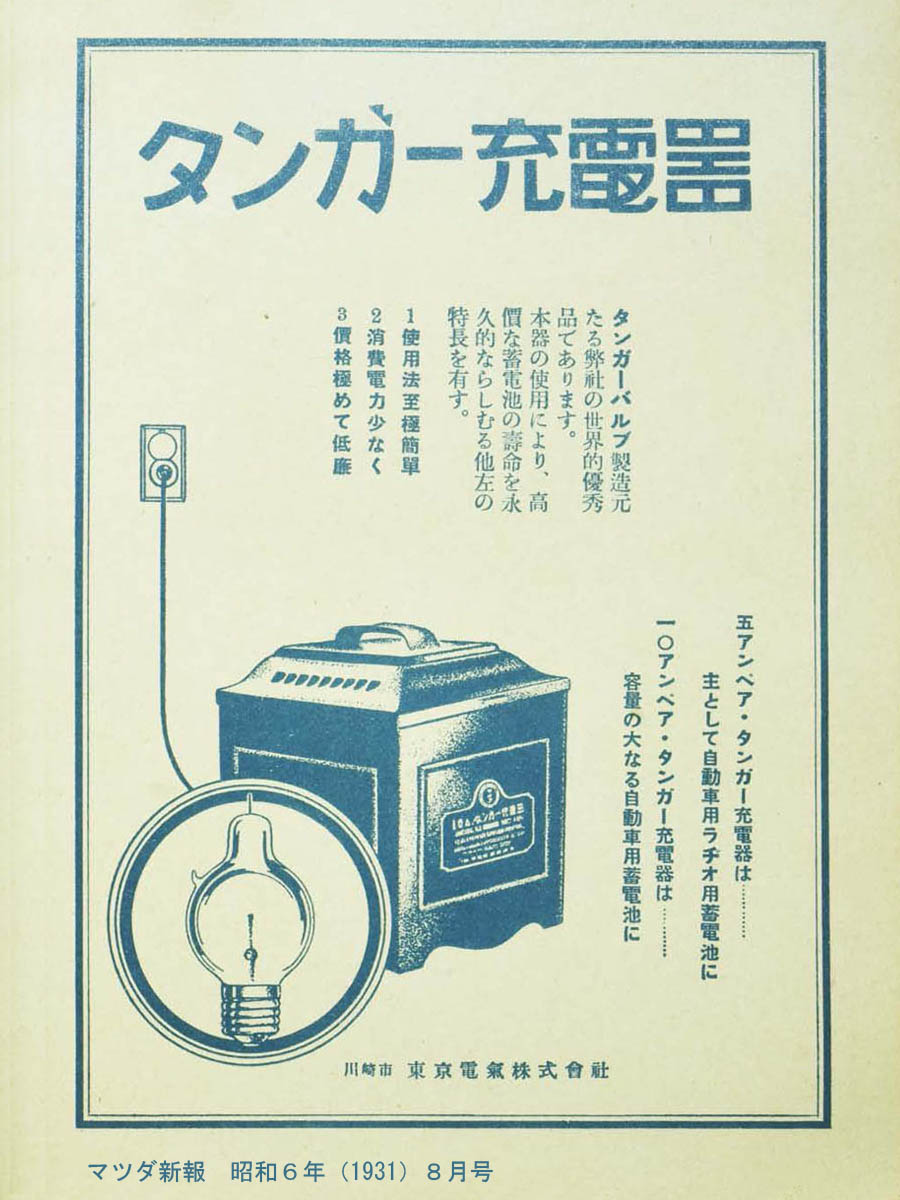 タンガー充電器
タンガーバルブ製造元
たる弊社の世界的優秀
品であります。
本器の使用により、高
價な蓄電池の壽命を永
久的ならしむる他左の
特長を有す。
1 使用法至極簡單
2 消費電力少なく
3 價格極めて低廉
五アンペア・タンガー充電器は…………
主として自動車用ラヂオ用蓄電池に
一〇アンペア・タンガー充電器は…………
容量の大なる自動車用蓄電池に
川崎市 東京電氣株式會社
マツダ新報 昭和6年（1931）8月号